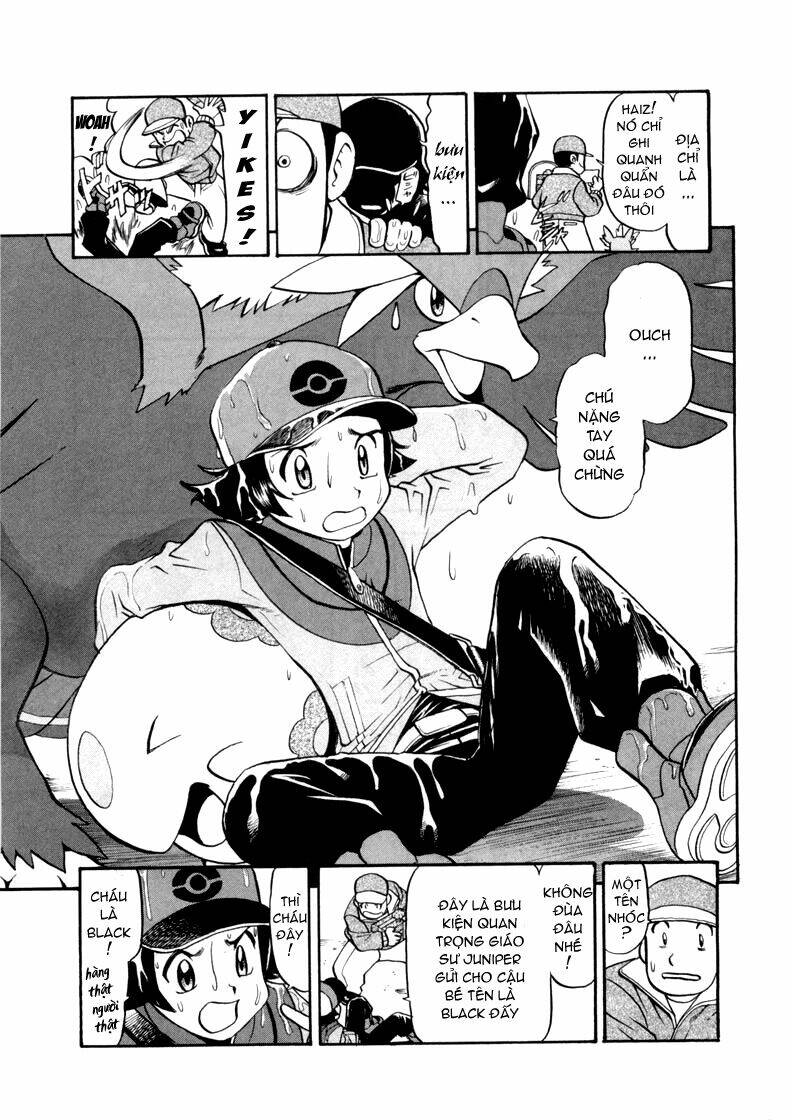 ĐỊA
CHỈ
LÀ
...
HAIZ!
NÓ CHỈ
GHI
QUANH
QUẨN
ĐÂU ĐÓ
THÔI
bưu
kiện
...
YIKES!
WOAH
!
OUCH
...
CHÚ
NẶNG
TAY
QUÁ
CHỪNG
MỘT
TÊN
NHÓC?
KHÔNG
ĐÙA
ĐÂU NHÉ
!
ĐÂY LÀ BƯU
KIỆN QUAN
TRỌNG GIÁO
SƯ JUNIPER
GỬI CHO CẬU
BÉ TÊN LÀ
BLACK ĐẤY
THÌ
CHÁU
ĐÂY!
CHÁU
LÀ
BLACK!
hàng
thật
người
thật